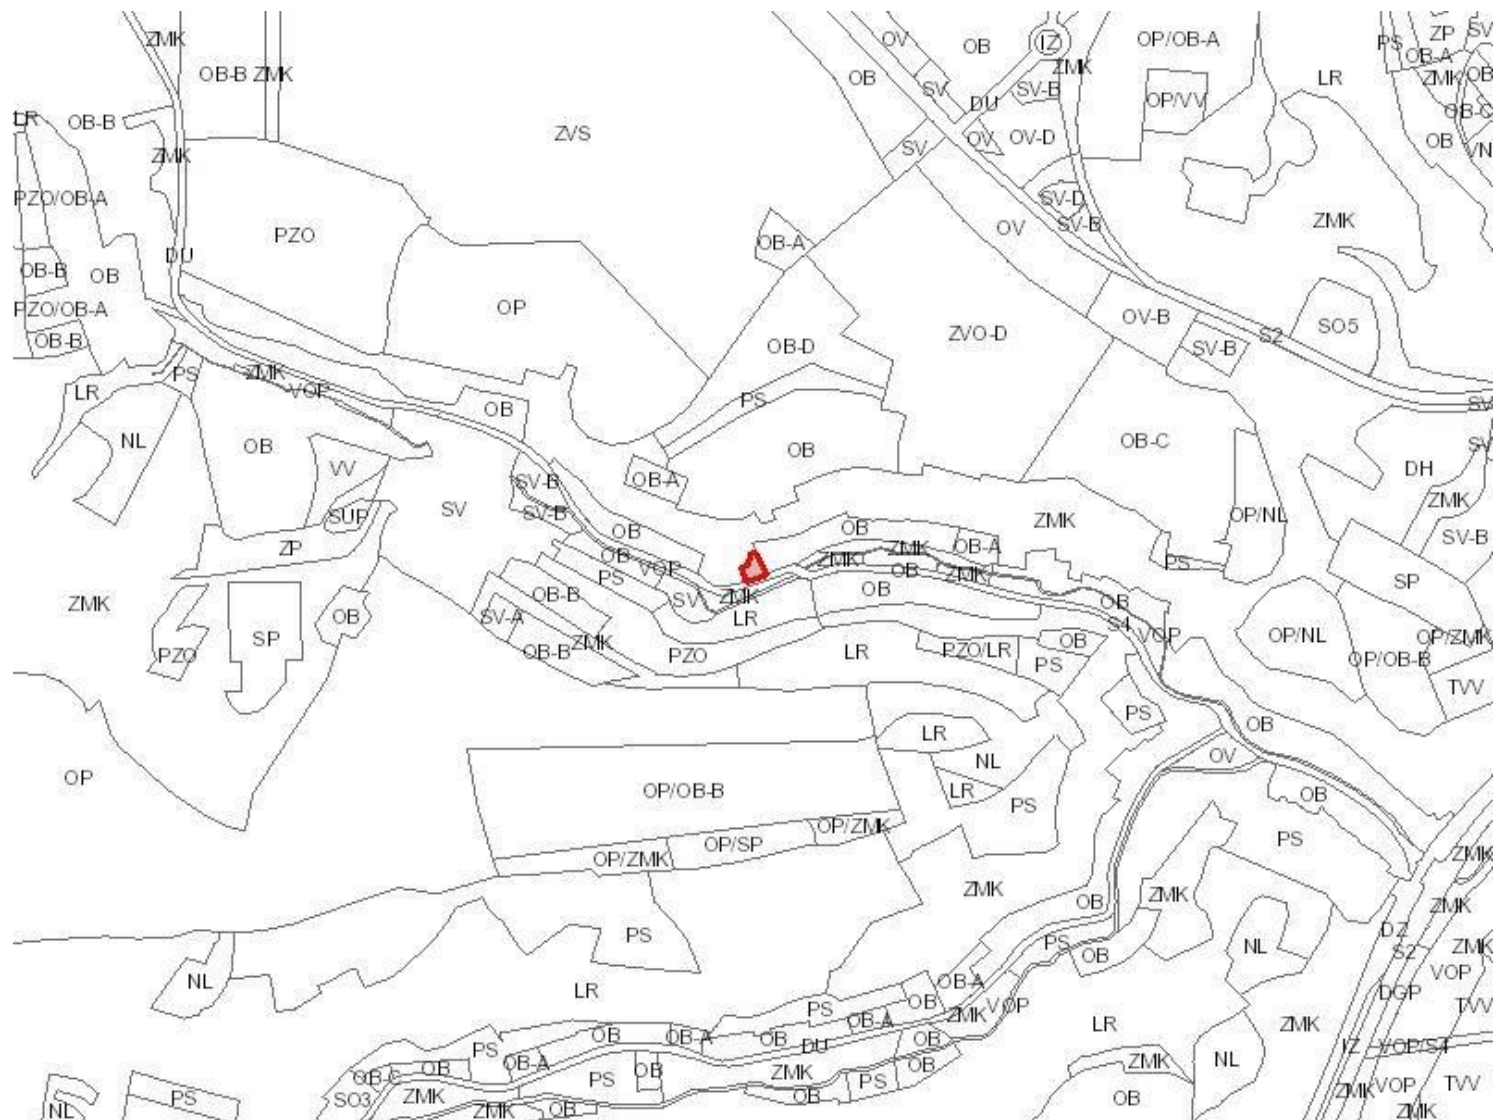 ZMK
OV
OB
IZ
OP/OB-A
PS
ZP
SV
OB-B
ZMK
OB
SV
DU
SV-B
ZMK
OP/VV
LR
OB-A
ZMK
OB
OB-C
LR
OB-B
ZVS
SV
OV
OV-D
OB
VN
ZMK
PZO/OB-A
SV-D
SV-B
ZMK
PZO
OV
OB-A
DU
OB-B
OB
PZO/OB-A
OP
OV-B
ZVO-D
S2
SO5
OB-B
OB-D
SV-B
PS
ZMK
VOP
LR
OB
PS
SV
NL
OB
OB
OB-C
SV
VV
OB-A
DH
SV-B
SV
ZMK
SUP
SV-B
OB
OB
ZMK
OP/NL
SV-B
ZP
OB
VOP
ZMK
ZMK
OB-A
PS
SP
PS
OB
ZMK
OB-B
OB
ZMK
SV
ZMK
OB
SV-A
LR
S4
VOP
OP/NL
OP/ZMK
OB
SP
PZO
OB-B
ZMK
PZO
LR
PZO/LR
OB
PS
OP/OB-B
TVV
PS
LR
OB
OP
NL
OV
OP/OB-B
LR
PS
OB
OP/ZMK
PS
OP/SP
OP/ZMK
ZMK
ZMK
OB
ZMK
ZMK
PS
PS
OB
NL
DZ
S2
ZMK
VOP
NL
LR
OB-A
OB
VOP
DGP
TVV
PS
OB-A
ZMK
LR
ZMK
PS
OB
OB-A
OB
DU
OB
IZ
VOP/S4
OB-C
OB
OB-A
PS
OB
ZMK
PS
OB
ZMK
NL
SO3
ZMK
ZMK
OB
OB
OB
ZMK
VOP
TVV
ZMK
NL
PS